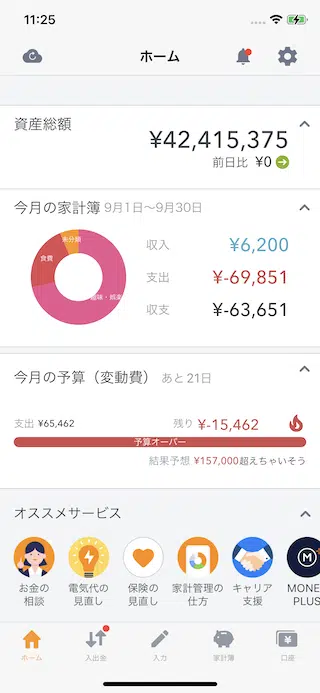 11:25
ホーム
資産総額
¥42,415,375
前日比 ¥0
今月の家計簿 9月1日〜9月30日
未分類
食費
趣味・娯楽
収入 ¥6,200
支出 ¥-69,851
収支 ¥-63,651
今月の予算（変動費） あと21日
支出 ¥65,462 残り ¥-15,462
予算オーバー
結果予想 ¥157,000超えちゃいそう
オススメサービス
お金の
相談
電気代の
見直し
保険の
見直し
家計管理の
仕方
キャリア
支援
M
MONE
PLUS
ホーム 入出金 入力 家計簿 口座